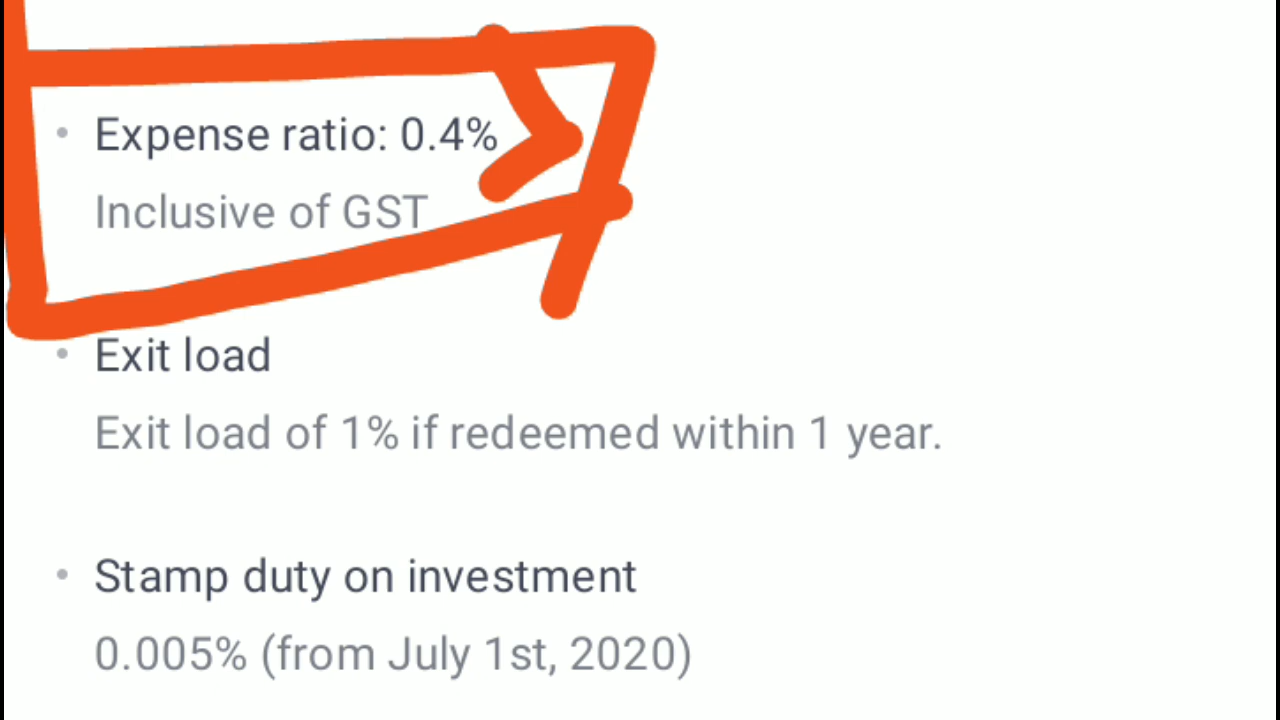 Expense ratio: 0.4%
Inclusive of GST
Exit load
Exit load of 1% if redeemed within 1 year.
Stamp duty on investment
0.005% (from July 1st, 2020)